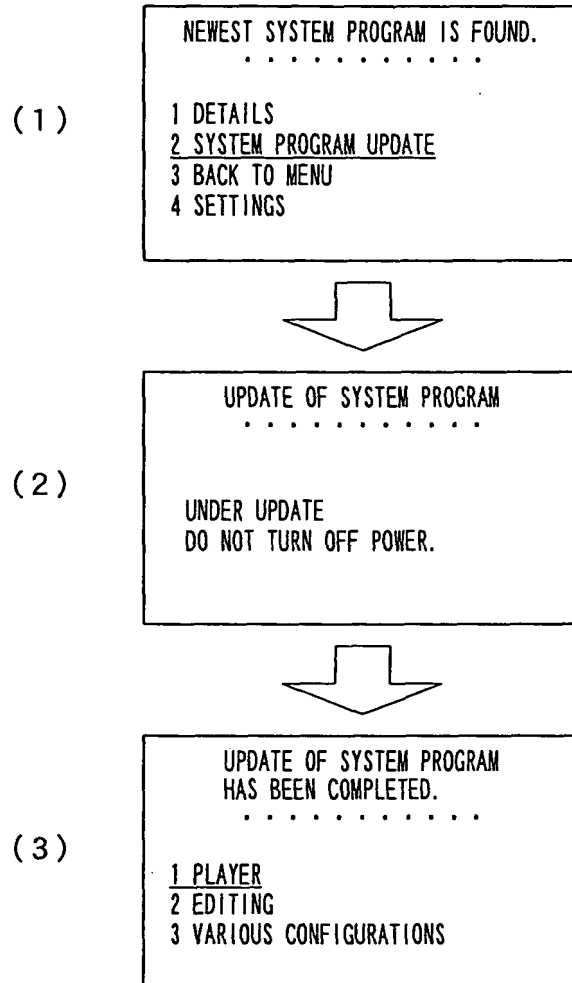 NEWEST SYSTEM PROGRAM IS FOUND.
. . . . . . . . . . .
(1)
1 DETAILS
2 SYSTEM PROGRAM UPDATE
3 BACK TO MENU
4 SETTINGS
UPDATE OF SYSTEM PROGRAM
. . . . . . . . . . .
(2)
UNDER UPDATE
DO NOT TURN OFF POWER.
UPDATE OF SYSTEM PROGRAM
HAS BEEN COMPLETED.
. . . . . . . . . . .
(3)
1 PLAYER
2 EDITING
3 VARIOUS CONFIGURATIONS